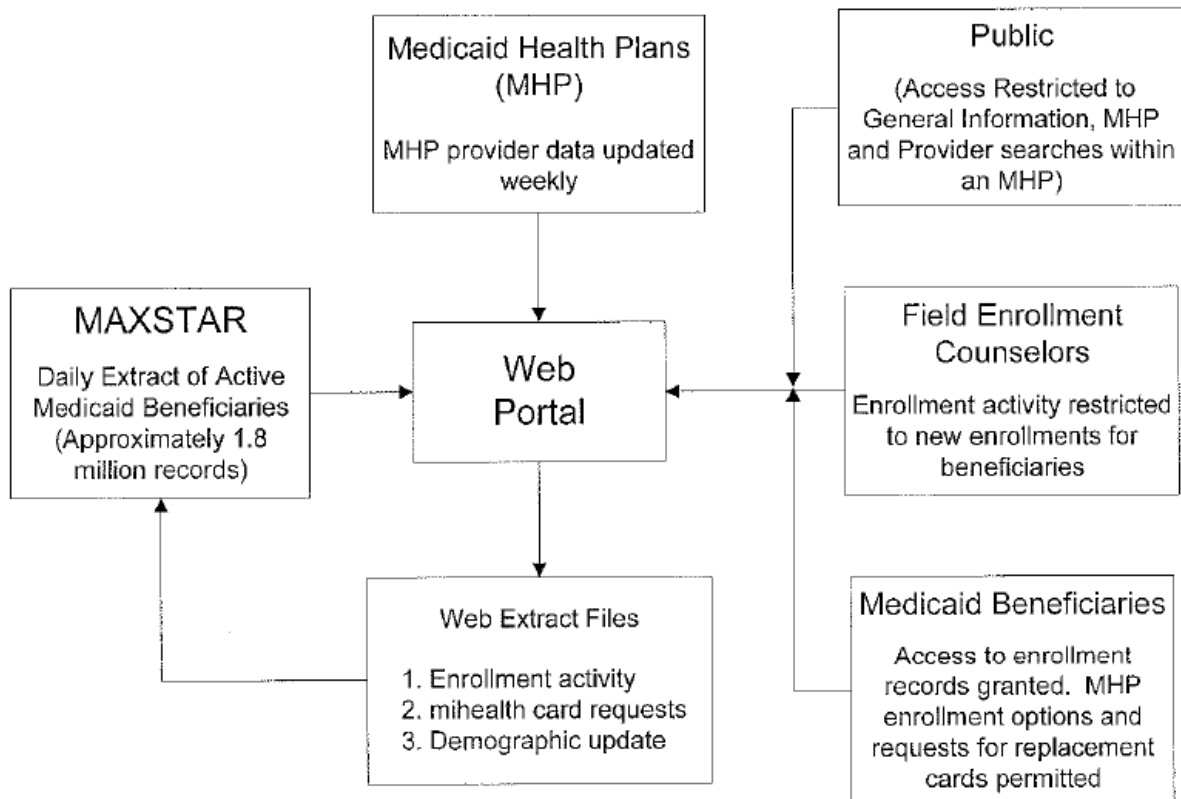 Medicaid Health Plans
(MHP)
MHP provider data updated
weekly
Public
(Access Restricted to
General Information, MHP
and Provider searches within
an MHP)
MAXSTAR
Daily Extract of Active
Medicaid Beneficiaries
(Approximately 1.8
million records)
Web
Portal
Field Enrollment
Counselors
Enrollment activity restricted
to new enrollments for
beneficiaries
Web Extract Files
1. Enrollment activity
2. mihealth card requests
3. Demographic update
Medicaid Beneficiaries
Access to enrollment
records granted. MHP
enrollment options and
requests for replacement
cards permitted